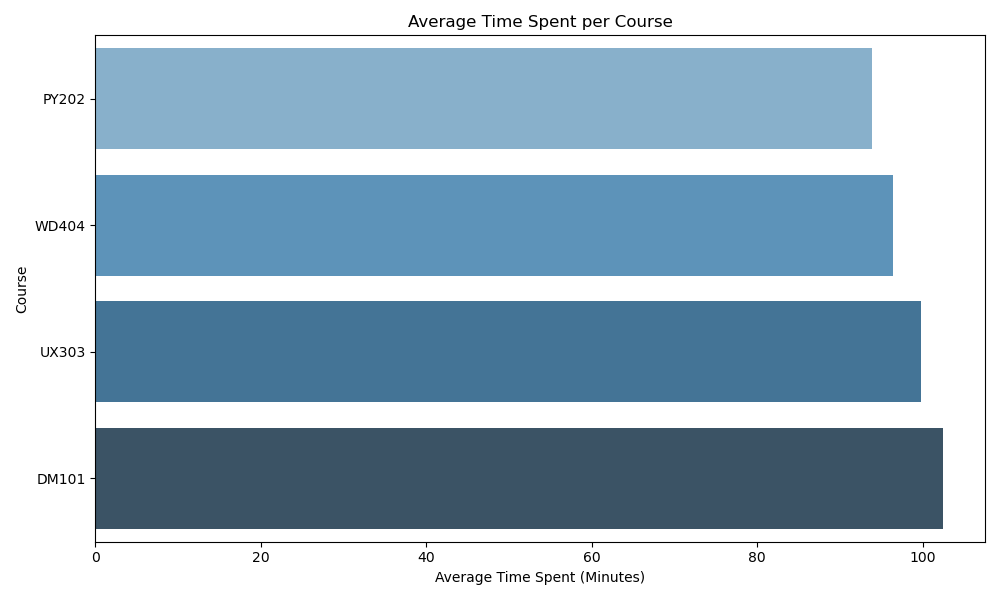 Average Time Spent per Course
Course
PY202
WD404
UX303
DM101
0 20 40 60 80 100
Average Time Spent (Minutes)